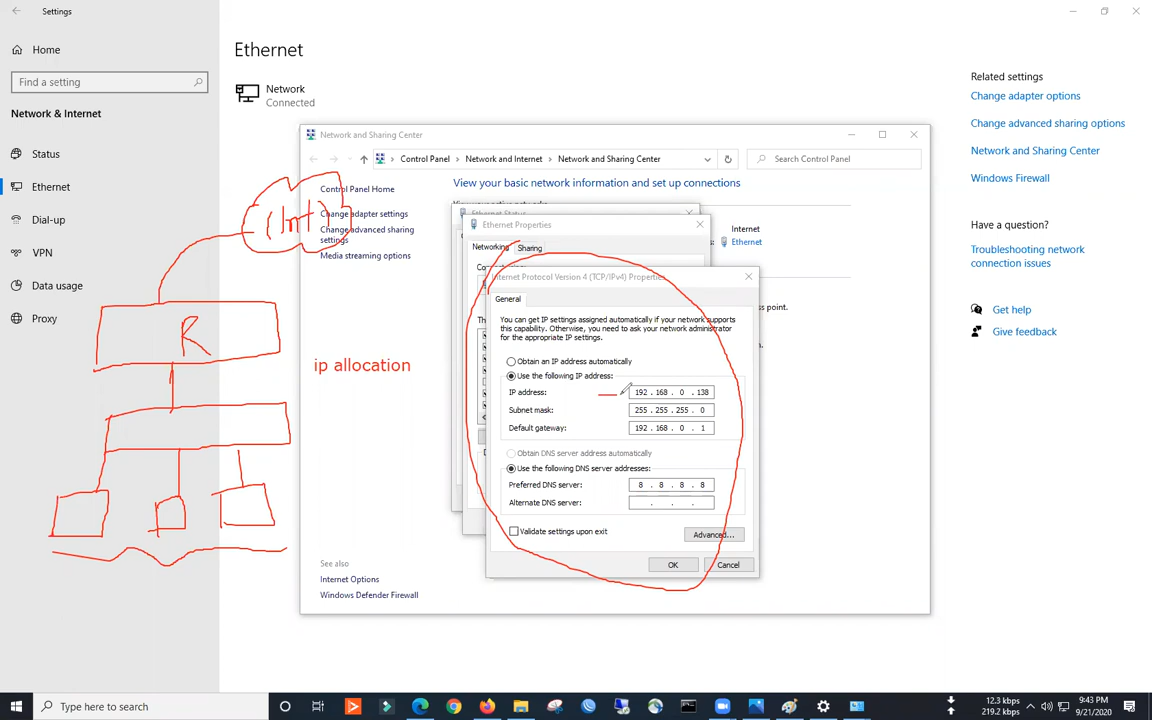 Settings
Home
Find a setting
Network & Internet
Status
Ethernet
Dial-up
VPN
Data usage
Proxy
Ethernet
Network
Connected
Network and Sharing Center
Control Panel > Network and Internet > Network and Sharing Center
Search Control Panel
Control Panel Home
Change adapter settings
Change advanced sharing
settings
Media streaming options
See also
Internet Options
Windows Defender Firewall
View your basic network information and set up connections
Internet
Ethernet
Ethernet Status
Ethernet Properties
Networking
Sharing
Internet Protocol Version 4 (TCP/IPv4) Properties
General
You can get IP settings assigned automatically if your network supports
this capability. Otherwise, you need to ask your network administrator
for the appropriate IP settings.
Obtain an IP address automatically
Use the following IP address:
IP address: 192 . 168 . 0 . 138
Subnet mask: 255 . 255 . 255 . 0
Default gateway: 192 . 168 . 0 . 1
Obtain DNS server address automatically
Use the following DNS server addresses:
Preferred DNS server: 8 . 8 . 8 . 8
Alternate DNS server: . . .
Validate settings upon exit
Advanced...
OK
Cancel
(Int)
R
ip allocation
Related settings
Change adapter options
Change advanced sharing options
Network and Sharing Center
Windows Firewall
Have a question?
Troubleshooting network
connection issues
Get help
Give feedback
Type here to search
12.3 kbps
219.2 kbps
9:43 PM
9/21/2020